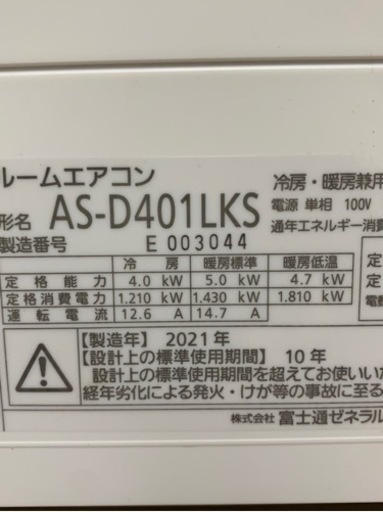 ルームエアコン
冷房・暖房兼用
形名 AS-D401LKS
電源 単相 100V
製造番号 E 003044
通年エネルギー消費
冷 房 暖房標準 暖房低温
定格能力 4.0 kW 5.0 kW 4.7 kW 定
定格消費電力 1.210 kW 1.430 kW 1.810 kW 定
運転電流 12.6 A 14.7 A
【製造年】2021年
【設計上の標準使用期間】10年
設計上の標準使用期間を超えてお使いいた
経年劣化による発火・けが等の事故に至る
株式会社 富士通ゼネラル